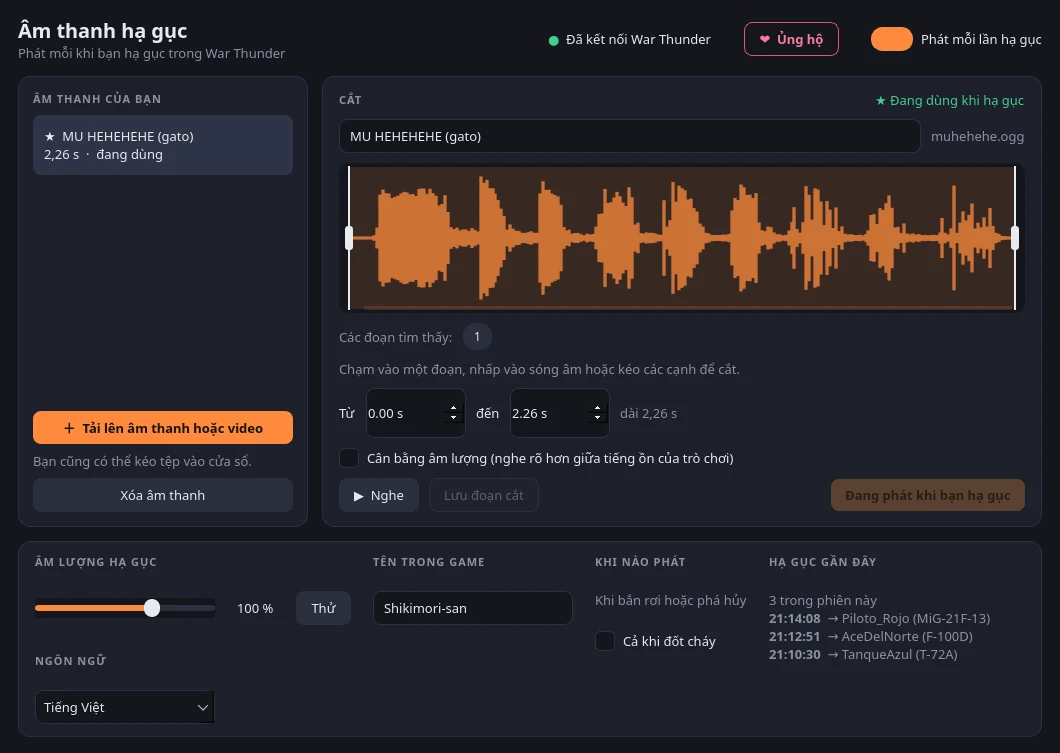 Âm thanh hạ gục
Phát mỗi khi bạn hạ gục trong War Thunder
Đã kết nối War Thunder
❤ Ủng hộ
Phát mỗi lần hạ gục
ÂM THANH CỦA BẠN
★ MU HEHEHEHE (gato)
2,26 s · đang dùng
+ Tải lên âm thanh hoặc video
Bạn cũng có thể kéo tệp vào cửa sổ.
Xóa âm thanh
CẮT
★ Đang dùng khi hạ gục
MU HEHEHEHE (gato)
muhehehe.ogg
Các đoạn tìm thấy: 1
Chạm vào một đoạn, nhấp vào sóng âm hoặc kéo các cạnh để cắt.
Từ 0.00 s đến 2.26 s dài 2,26 s
Cân bằng âm lượng (nghe rõ hơn giữa tiếng ồn của trò chơi)
▶ Nghe
Lưu đoạn cắt
Đang phát khi bạn hạ gục
ÂM LƯỢNG HẠ GỤC
100 %
Thử
NGÔN NGỮ
Tiếng Việt
TÊN TRONG GAME
Shikimori-san
KHI NÀO PHÁT
Khi bắn rơi hoặc phá hủy
Cả khi đốt cháy
HẠ GỤC GẦN ĐÂY
3 trong phiên này
21:14:08 → Piloto_Rojo (MiG-21F-13)
21:12:51 → AceDelNorte (F-100D)
21:10:30 → TanqueAzul (T-72A)